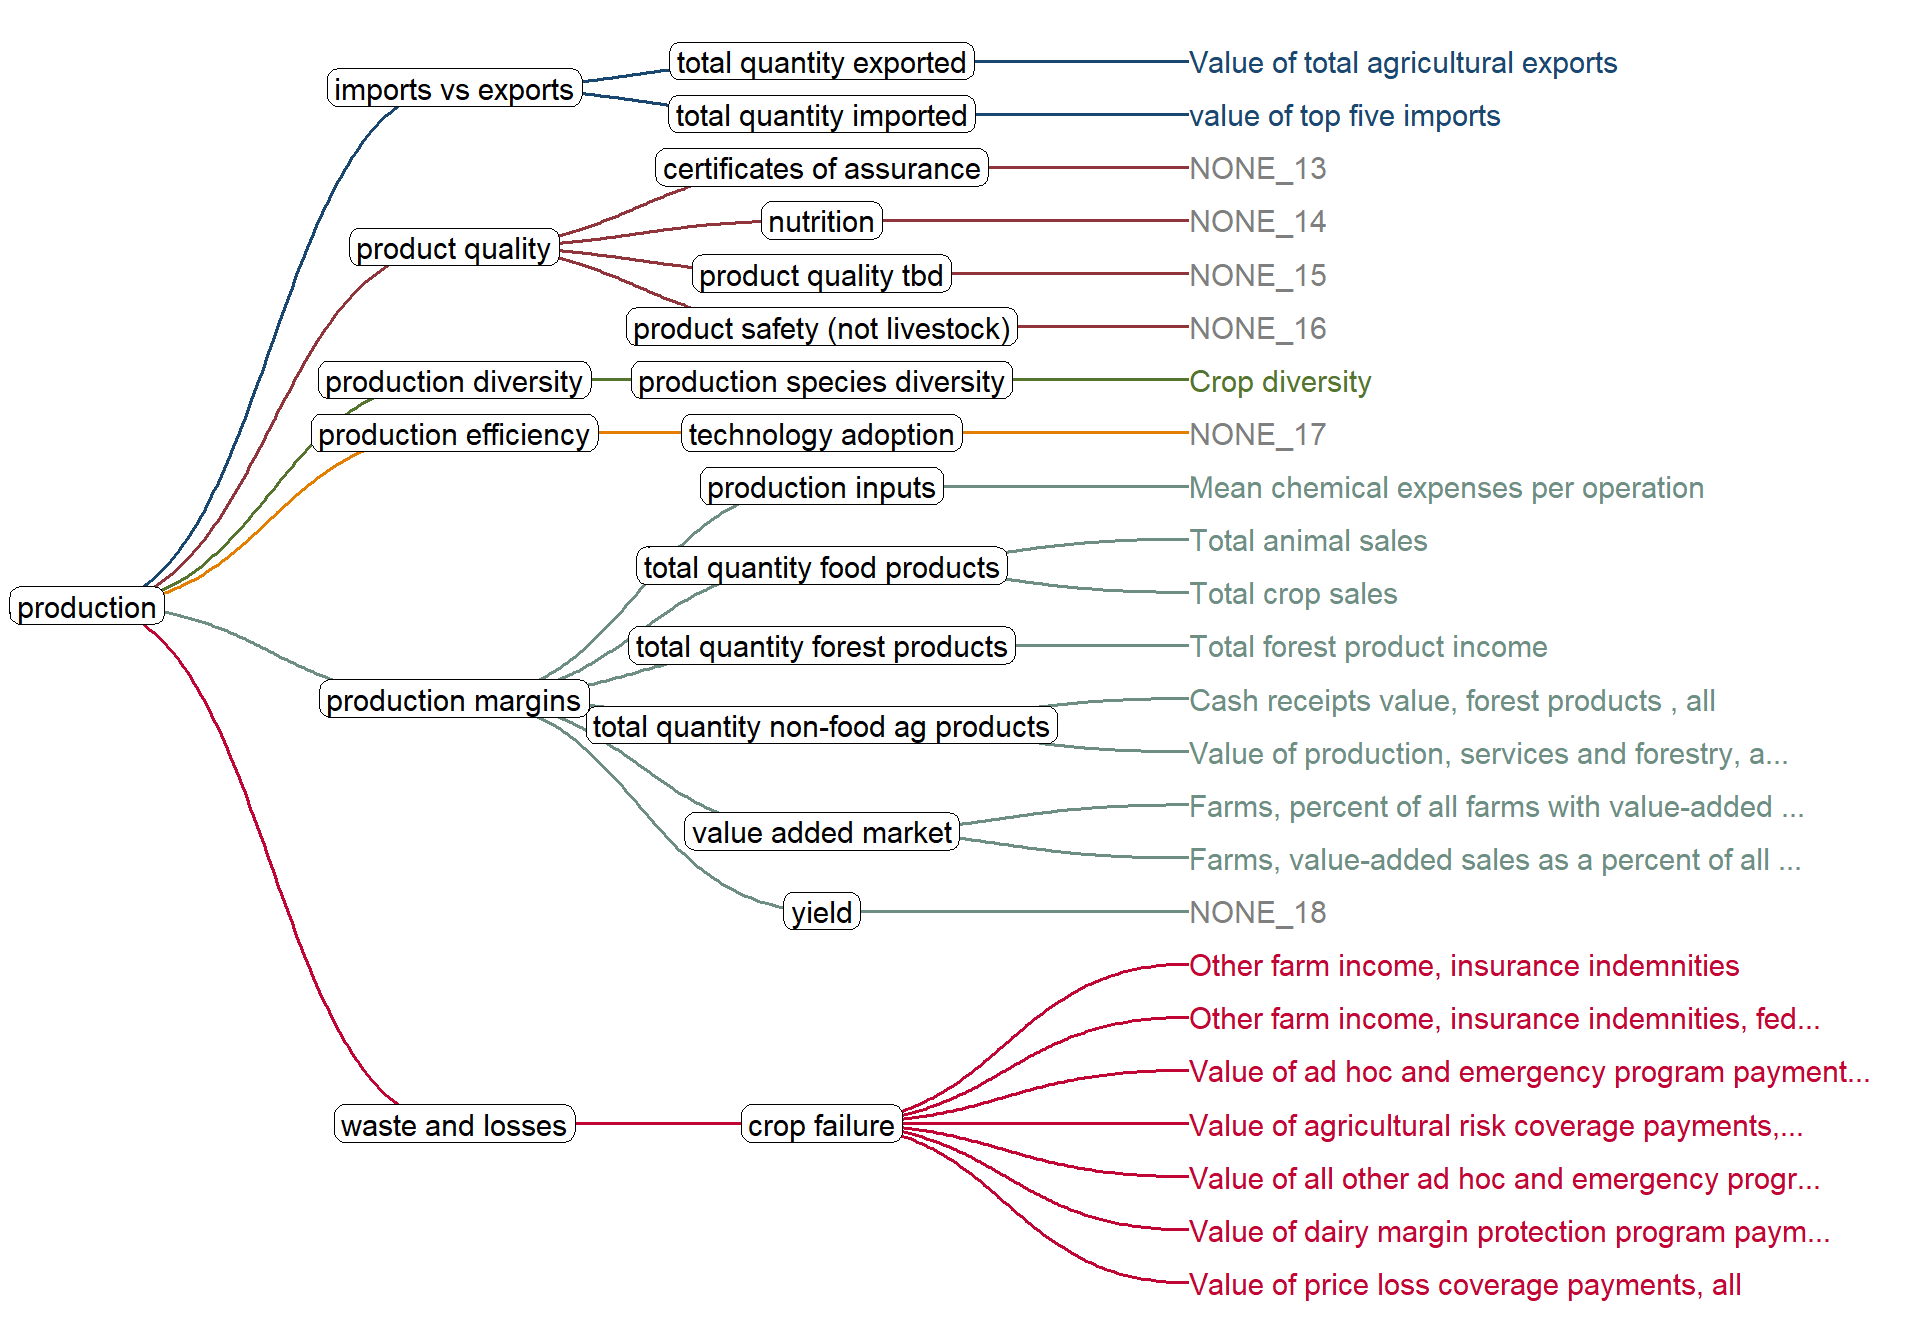 total quantity exported
Value of total agricultural exports
imports vs exports
total quantity imported
value of top five imports
certificates of assurance
NONE_13
nutrition
NONE_14
product quality
product quality tbd
NONE_15
product safety (not livestock)
NONE_16
production diversity
production species diversity
Crop diversity
production efficiency
technology adoption
NONE_17
production inputs
Mean chemical expenses per operation
Total animal sales
total quantity food products
Total crop sales
production
total quantity forest products
Total forest product income
production margins
Cash receipts value, forest products , all
total quantity non-food ag products
Value of production, services and forestry, a...
Farms, percent of all farms with value-added ...
value added market
Farms, value-added sales as a percent of all ...
yield
NONE_18
Other farm income, insurance indemnities
Other farm income, insurance indemnities, fed...
Value of ad hoc and emergency program payment...
waste and losses
crop failure
Value of agricultural risk coverage payments,...
Value of all other ad hoc and emergency progr...
Value of dairy margin protection program paym...
Value of price loss coverage payments, all